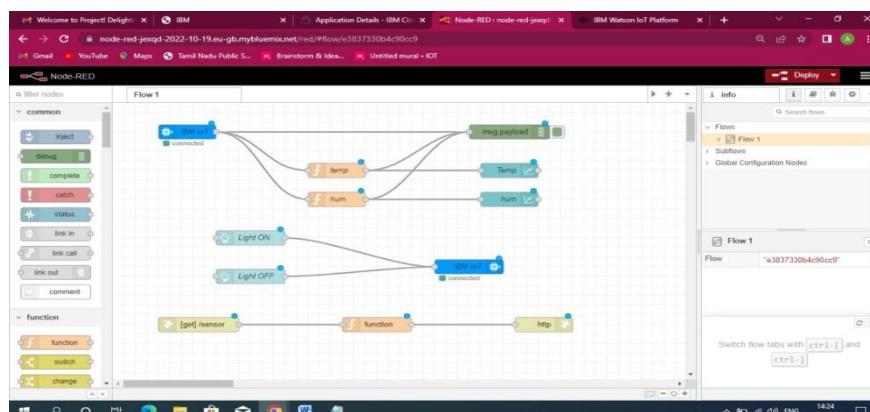 Welcome to Project! Delight
IBM
Application Details - IBM Clo
Node-RED : node-red-jexqd
IBM Watson IoT Platform
node-red-jexqd-2022-10-19.eu-gb.mybluemix.net/red/#flow/e3837330b4c90cc9
Gmail
YouTube
Maps
Tamil Nadu Public S...
Brainstorm & Idea...
Untitled mural • IOT
Node-RED
Deploy
filter nodes
Flow 1
info
Search flows
common
inject
debug
complete
catch
status
link in
link call
link out
comment
function
function
switch
change
IBM IoT
connected
msg.payload
temp
Temp
hum
hum
Light ON
Light OFF
IBM IoT
connected
[get] /sensor
function
http
Flows
Flow 1
Subflows
Global Configuration Nodes
Flow 1
Flow
"e3837330b4c90cc9"
Switch flow tabs with ctrl-[ and
ctrl-]
ENG
14:24